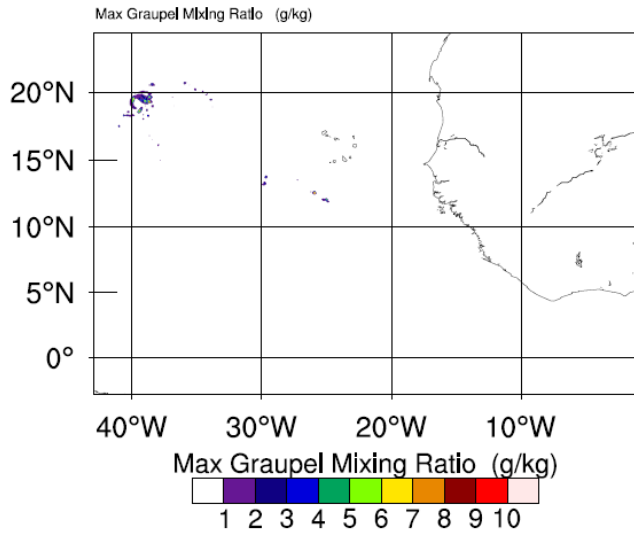 Max Graupel Mixing Ratio (g/kg)
20°N
15°N
10°N
5°N
0°
40°W 30°W 20°W 10°W
Max Graupel Mixing Ratio (g/kg)
1 2 3 4 5 6 7 8 9 10